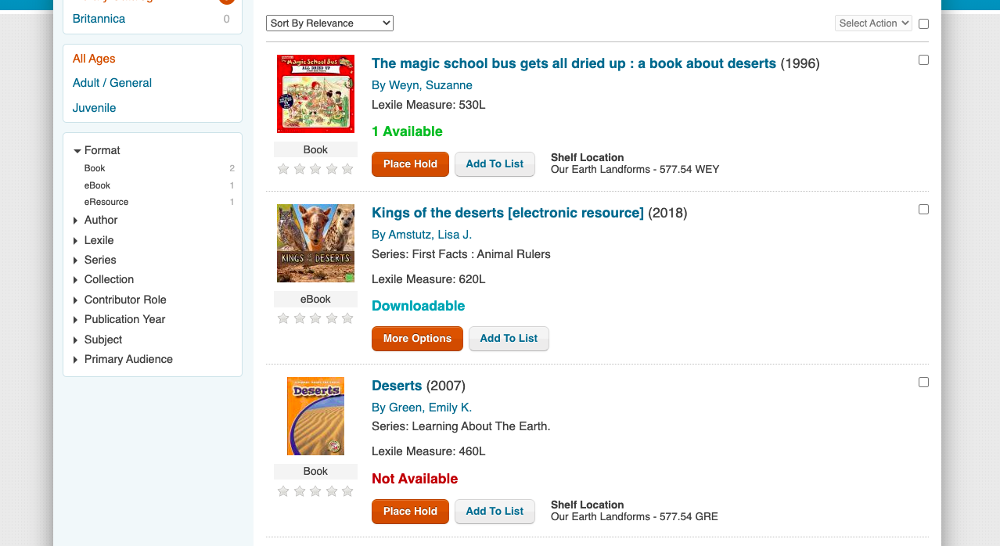 Britannica 0
All Ages
Adult / General
Juvenile
Format
Book 2
eBook 1
eResource 1
Author
Lexile
Series
Collection
Contributor Role
Publication Year
Subject
Primary Audience
Sort By Relevance
Select Action
The magic school bus gets all dried up : a book about deserts (1996)
By Weyn, Suzanne
Lexile Measure: 530L
1 Available
Book
Place Hold
Add To List
Shelf Location
Our Earth Landforms - 577.54 WEY
KINGS OF THE DESERTS
Kings of the deserts [electronic resource] (2018)
By Amstutz, Lisa J.
Series: First Facts : Animal Rulers
Lexile Measure: 620L
Downloadable
eBook
More Options
Add To List
Deserts
Deserts (2007)
By Green, Emily K.
Series: Learning About The Earth.
Lexile Measure: 460L
Not Available
Book
Place Hold
Add To List
Shelf Location
Our Earth Landforms - 577.54 GRE